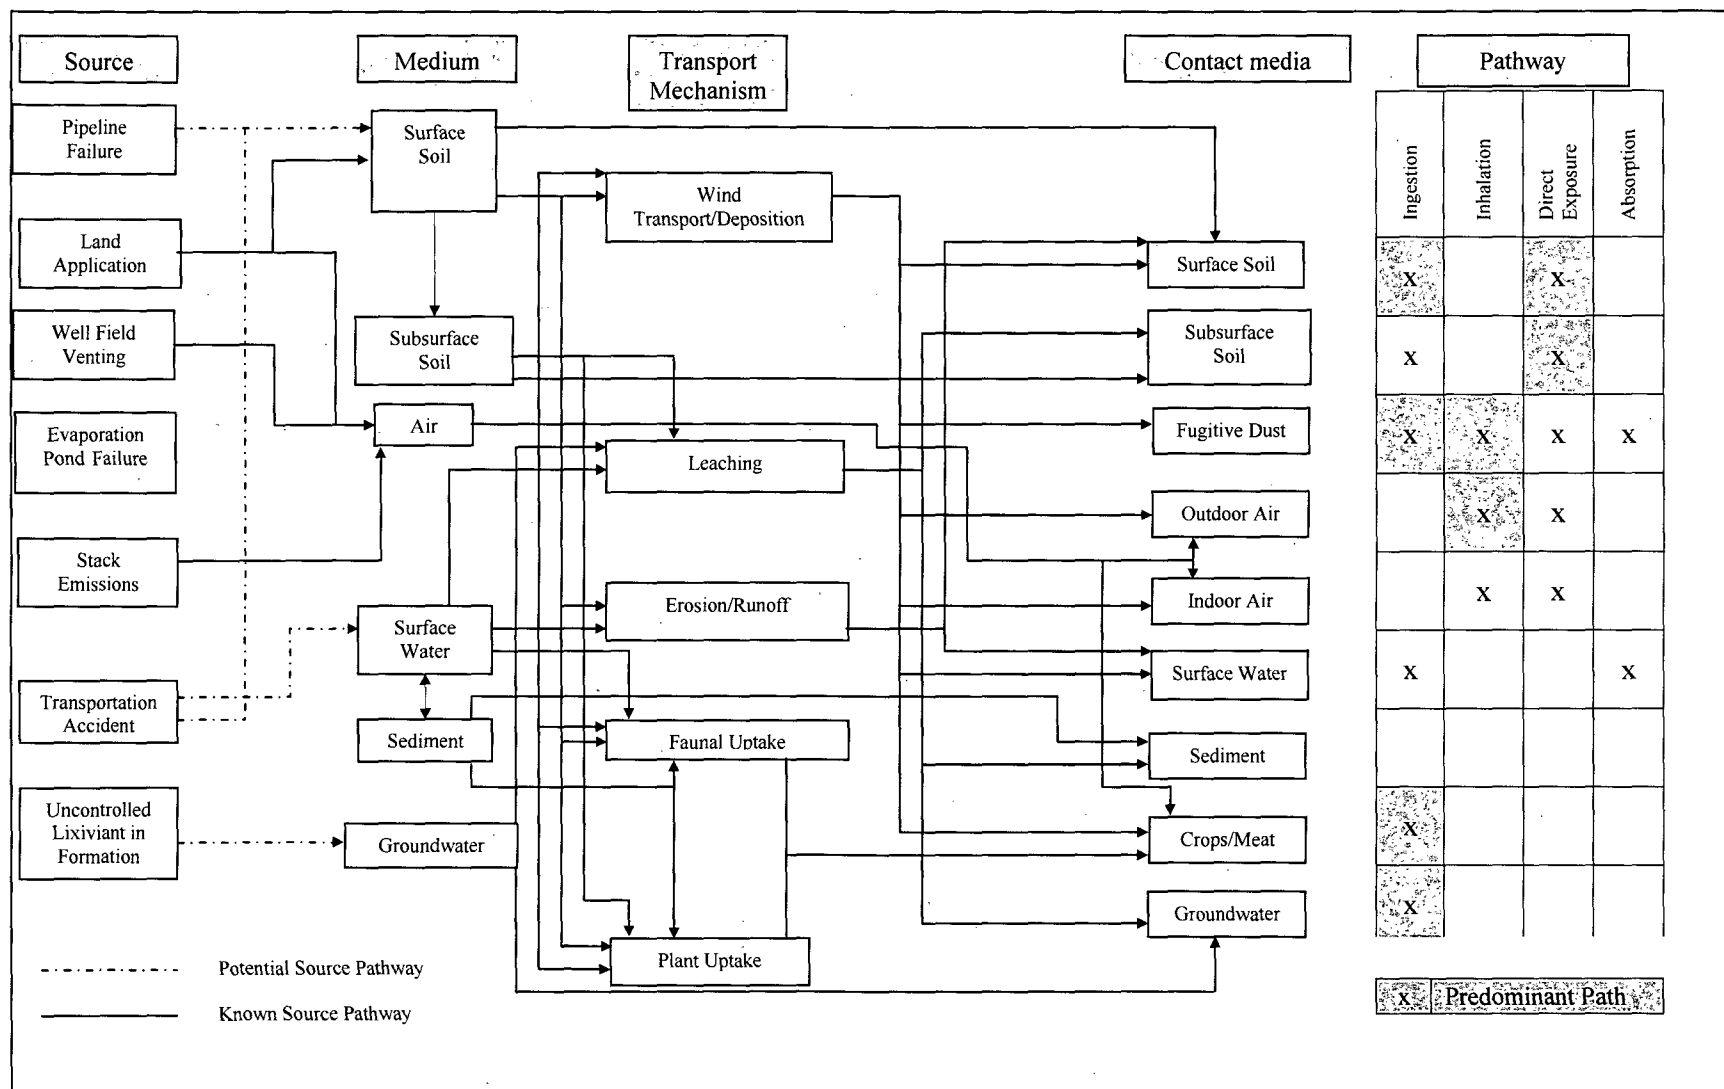 Source
Medium
Transport
Mechanism
Contact media
Pathway
Pipeline
Failure
Land
Application
Well Field
Venting
Evaporation
Pond Failure
Stack
Emissions
Transportation
Accident
Uncontrolled
Lixiviant in
Formation
Surface
Soil
Subsurface
Soil
Air
Surface
Water
Sediment
Groundwater
Wind
Transport/Deposition
Leaching
Erosion/Runoff
Faunal Uptake
Plant Uptake
Surface Soil
Subsurface
Soil
Fugitive Dust
Outdoor Air
Indoor Air
Surface Water
Sediment
Crops/Meat
Groundwater
Ingestion
Inhalation
Direct
Exposure
Absorption
x x
x x
x x x x
x x
x x
x x
x
x
Potential Source Pathway
Known Source Pathway
x Predominant Path